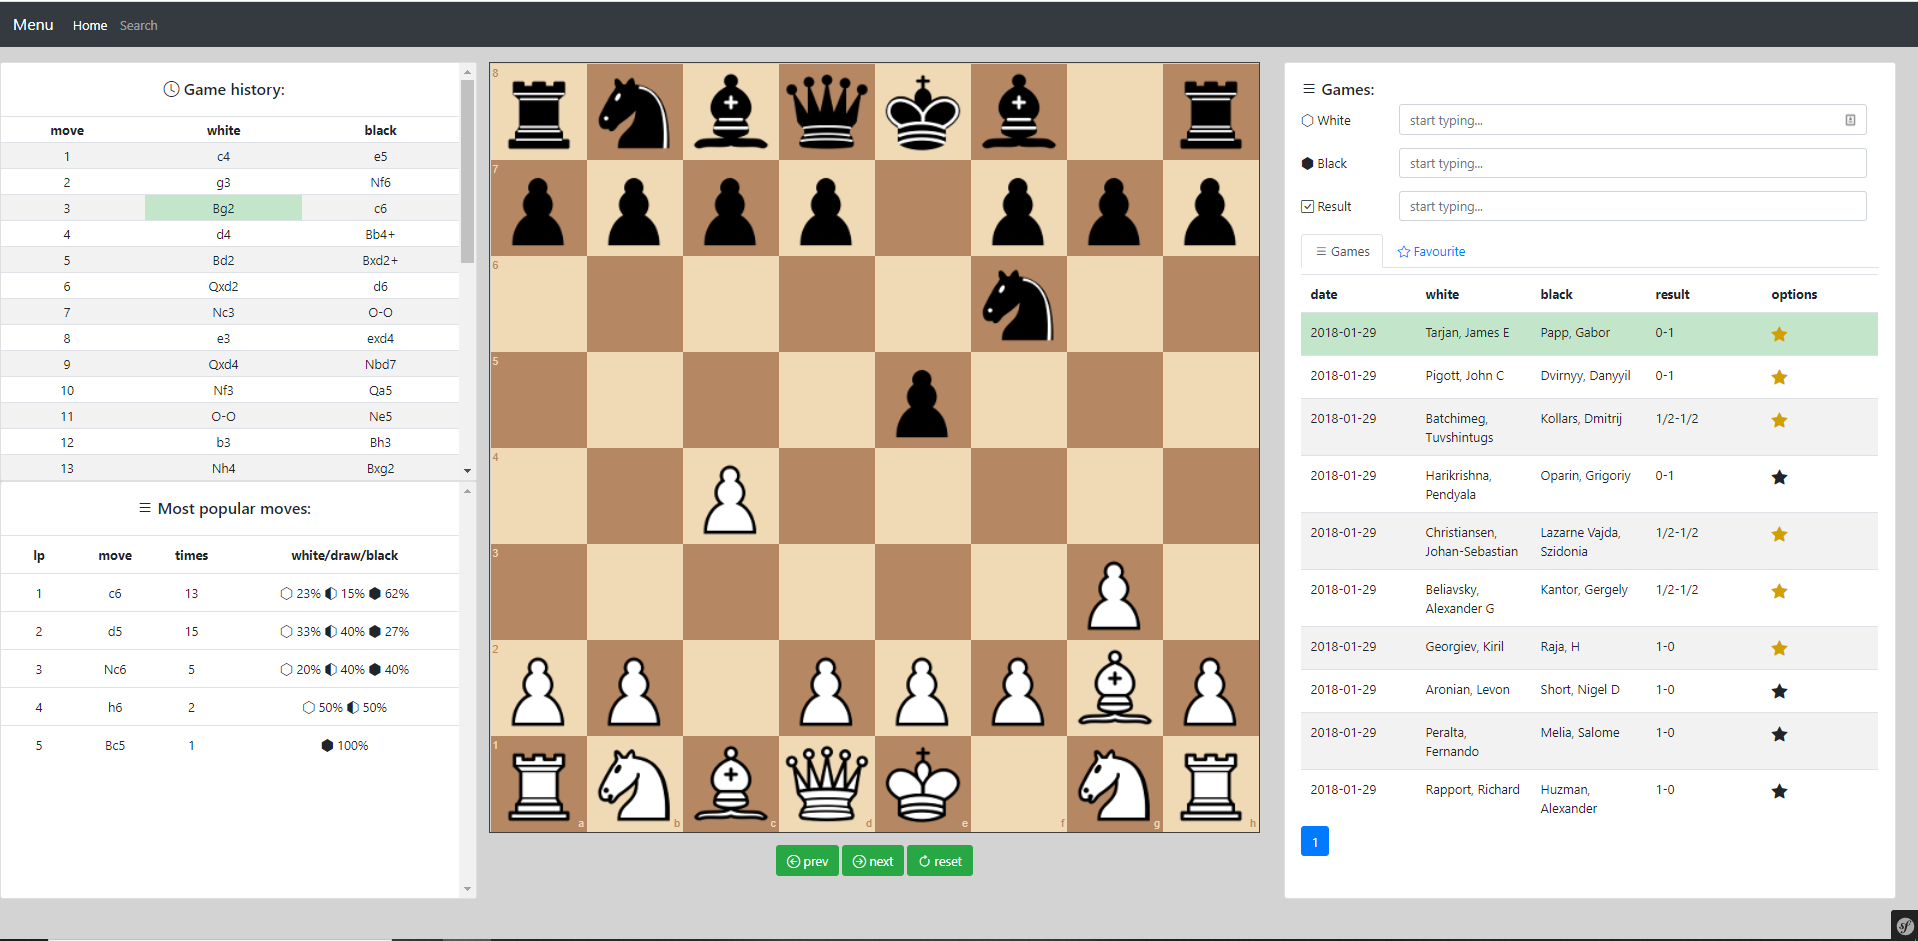 Menu Home Search
Game history:
move white black
1 c4 e5
2 g3 Nf6
3 Bg2 c6
4 d4 Bb4+
5 Bd2 Bxd2+
6 Qxd2 d6
7 Nc3 O-O
8 e3 exd4
9 Qxd4 Nbd7
10 Nf3 Qa5
11 O-O Ne5
12 b3 Bh3
13 Nh4 Bxg2
Most popular moves:
lp move times white/draw/black
1 c6 13 23% 15% 62%
2 d5 15 33% 40% 27%
3 Nc6 5 20% 40% 40%
4 h6 2 50% 50%
5 Bc5 1 100%
8
7
6
5
4
3
2
1
a b c d e f g h
prev next reset
Games:
White start typing...
Black start typing...
Result start typing...
Games Favourite
date white black result options
2018-01-29 Tarjan, James E Papp, Gabor 0-1
2018-01-29 Pigott, John C Dvirnyy, Danyyil 0-1
2018-01-29 Batchimeg, Kollars, Dmitrij 1/2-1/2
Tuvshintugs
2018-01-29 Harikrishna, Oparin, Grigoriy 0-1
Pendyala
2018-01-29 Christiansen, Lazarne Vajda, 1/2-1/2
Johan-Sebastian Szidonia
2018-01-29 Beliavsky, Kantor, Gergely 1/2-1/2
Alexander G
2018-01-29 Georgiev, Kiril Raja, H 1-0
2018-01-29 Aronian, Levon Short, Nigel D 1-0
2018-01-29 Peralta, Melia, Salome 1-0
Fernando
2018-01-29 Rapport, Richard Huzman, 1-0
Alexander
1
sf